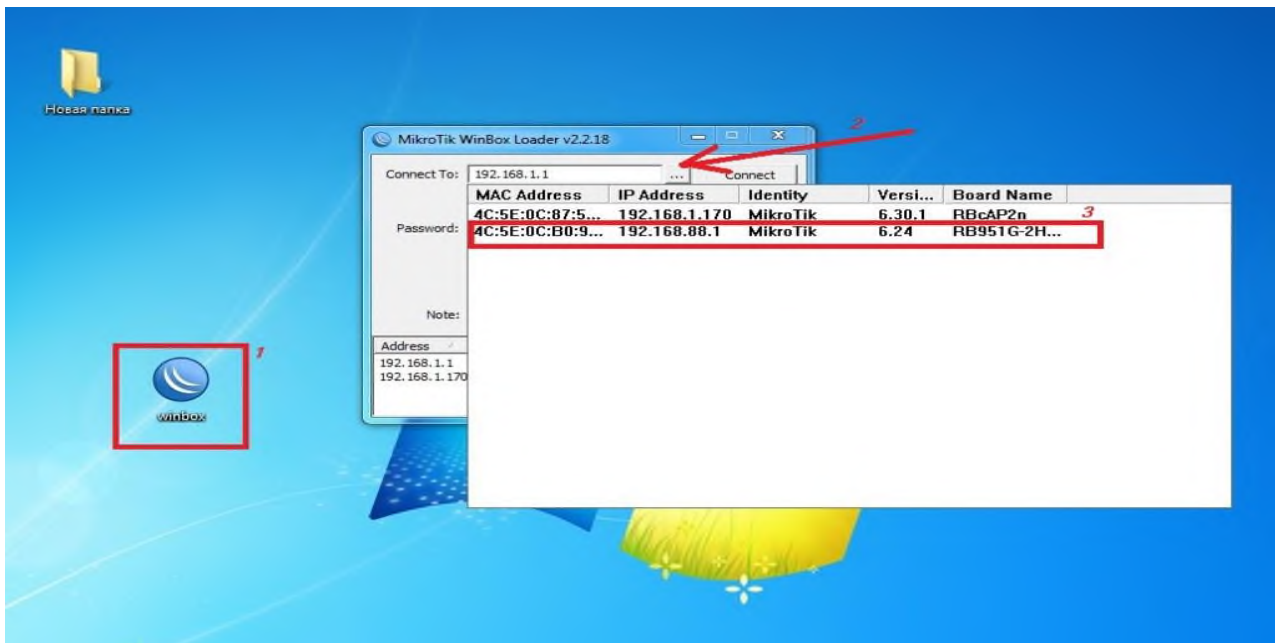 Новая папка
2
MikroTik WinBox Loader v2.2.18
Connect To: 192.168.1.1 ... Connect
MAC Address IP Address Identity Versi... Board Name
4C:5E:0C:87:5... 192.168.1.170 MikroTik 6.30.1 RBcAP2n 3
Password: 4C:5E:0C:B0:9... 192.168.88.1 MikroTik 6.24 RB951G-2H...
Note:
Address
1
192.168.1.1
192.168.1.170
winbox